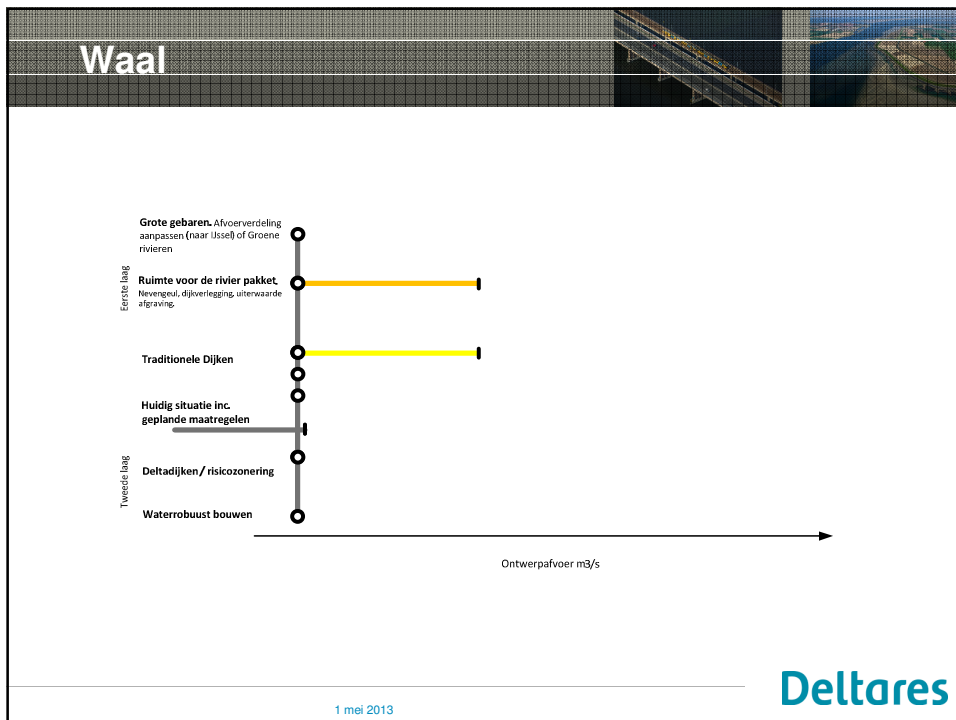 Waal
Grote gebaren. Afvoerverdeling
aanpassen (naar IJssel) of Groene
rivieren
Eerste laag
Ruimte voor de rivier pakket.
Nevengeul, dijkverlegging, uiterwaarde
afgraving.
Traditionele Dijken
Huidig situatie inc.
geplande maatregelen
Tweede laag
Deltadijken / risicozonering
Waterrobuust bouwen
Ontwerpafvoer m3/s
Deltares
1 mei 2013